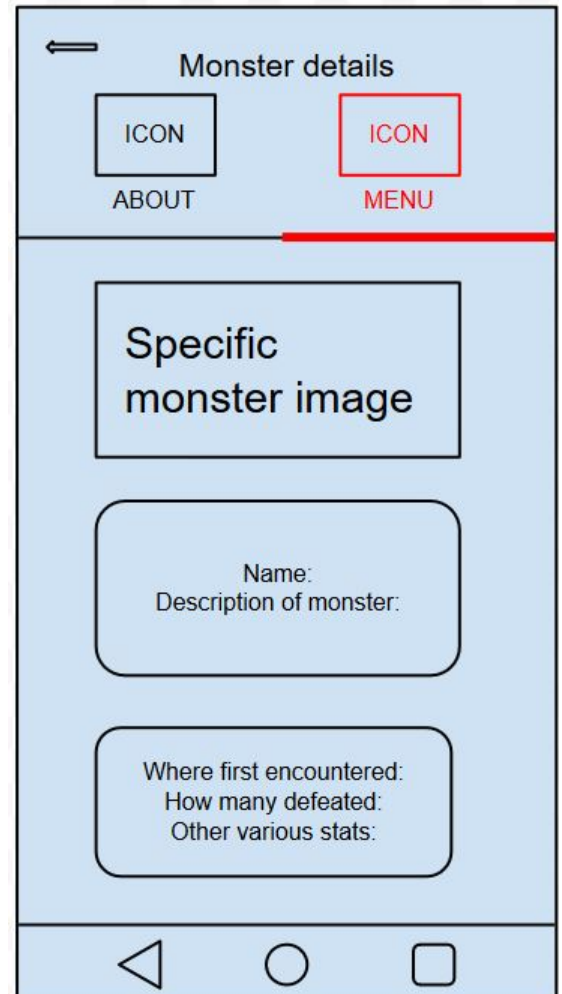 Monster details
ICON
ICON
ABOUT
MENU
Specific
monster image
Name:
Description of monster:
Where first encountered:
How many defeated:
Other various stats: